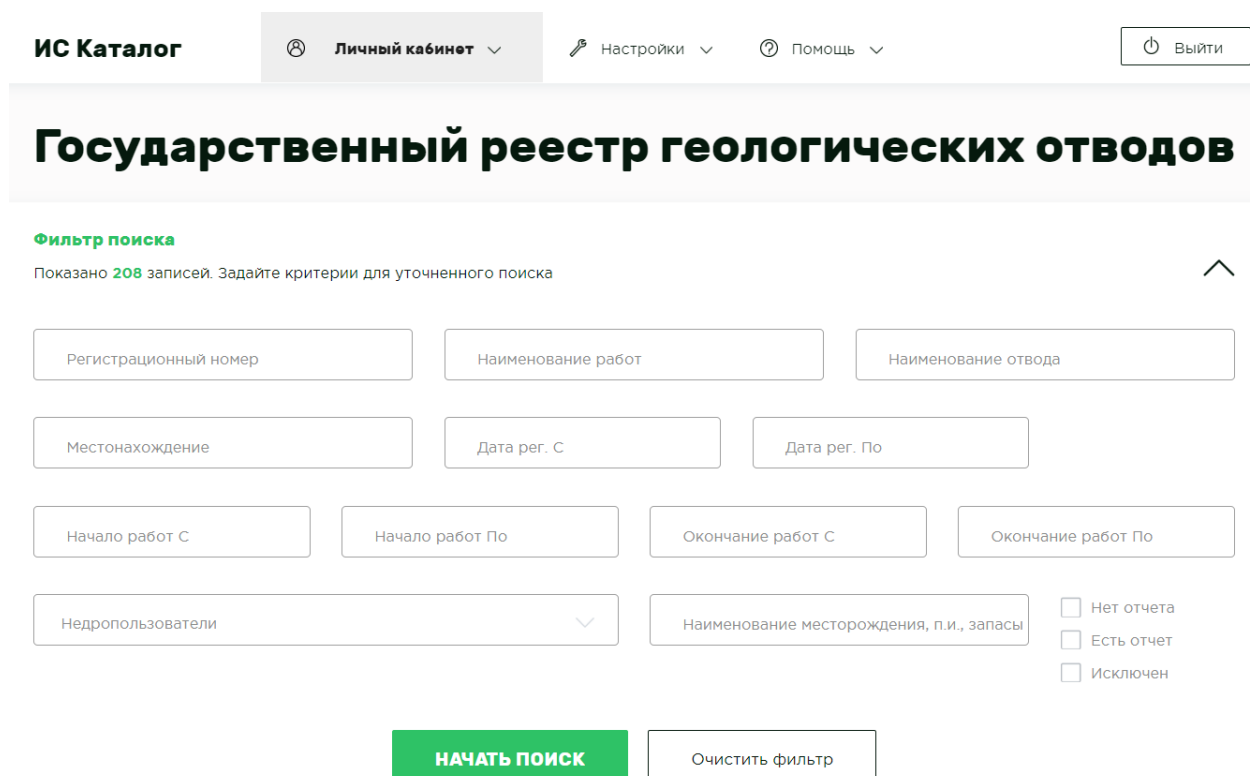 ИС Каталог Личный кабинет Настройки Помощь Выйти
Государственный реестр геологических отводов
Фильтр поиска
Показано 208 записей. Задайте критерии для уточненного поиска
Регистрационный номер Наименование работ Наименование отвода
Местонахождение Дата рег. С Дата рег. По
Начало работ С Начало работ По Окончание работ С Окончание работ По
Недропользователи Наименование месторождения, п.и., запасы Нет отчета
Есть отчет
Исключен
НАЧАТЬ ПОИСК Очистить фильтр